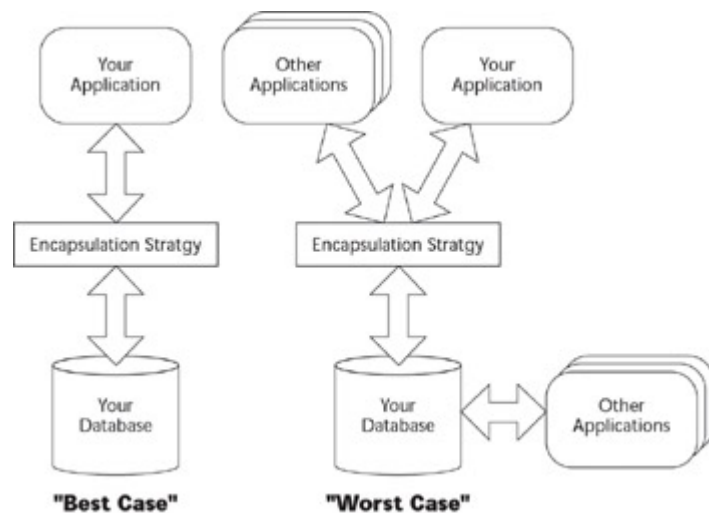 Your
Application
Encapsulation Stratgy
Your
Database
"Best Case"
Other
Applications
Your
Application
Encapsulation Stratgy
Your
Database
Other
Applications
"Worst Case"